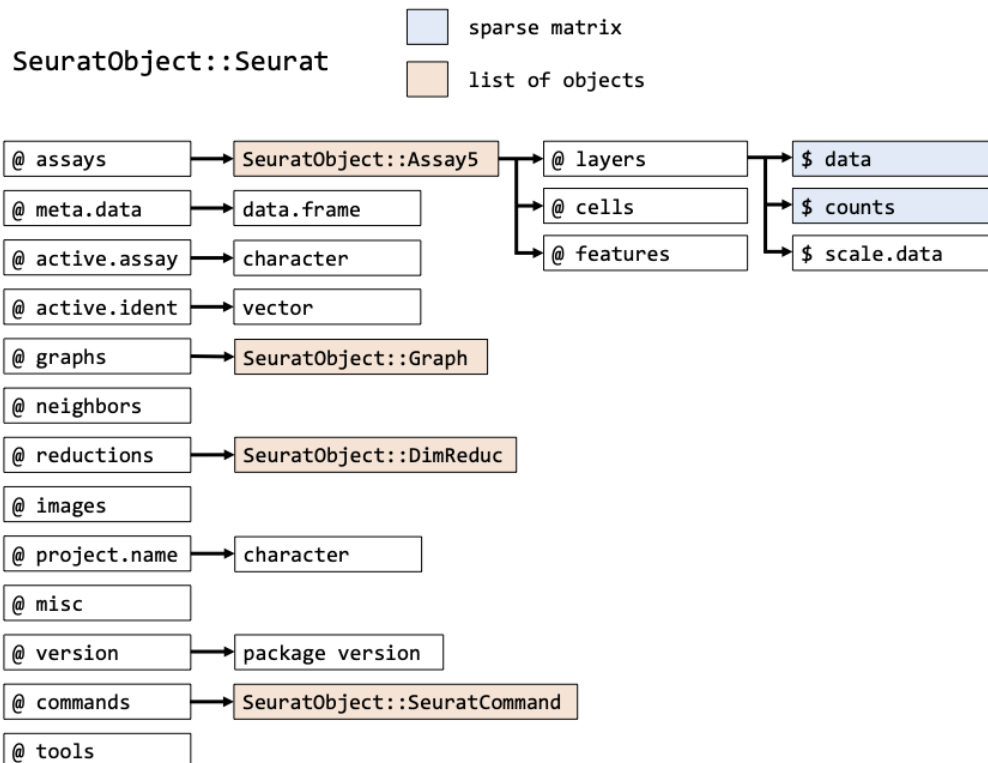 sparse matrix
SeuratObject::Seurat
list of objects
@ assays SeuratObject::Assay5 @ layers $ data
@ meta.data data.frame @ cells $ counts
@ active.assay character @ features $ scale.data
@ active.ident vector
@ graphs SeuratObject::Graph
@ neighbors
@ reductions SeuratObject::DimReduc
@ images
@ project.name character
@ misc
@ version package version
@ commands SeuratObject::SeuratCommand
@ tools